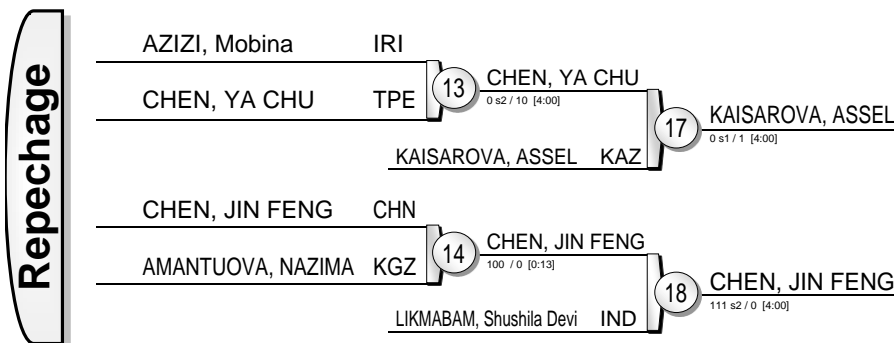 Repechage
AZIZI, Mobina IRI
CHEN, YA CHU TPE
13
CHEN, YA CHU
0 s2 / 10 [4:00]
KAISAROVA, ASSEL KAZ
17
KAISAROVA, ASSEL
0 s1 / 1 [4:00]
CHEN, JIN FENG CHN
AMANTUOVA, NAZIMA KGZ
14
CHEN, JIN FENG
100 / 0 [0:13]
LIKMABAM, Shushila Devi IND
18
CHEN, JIN FENG
111 s2 / 0 [4:00]